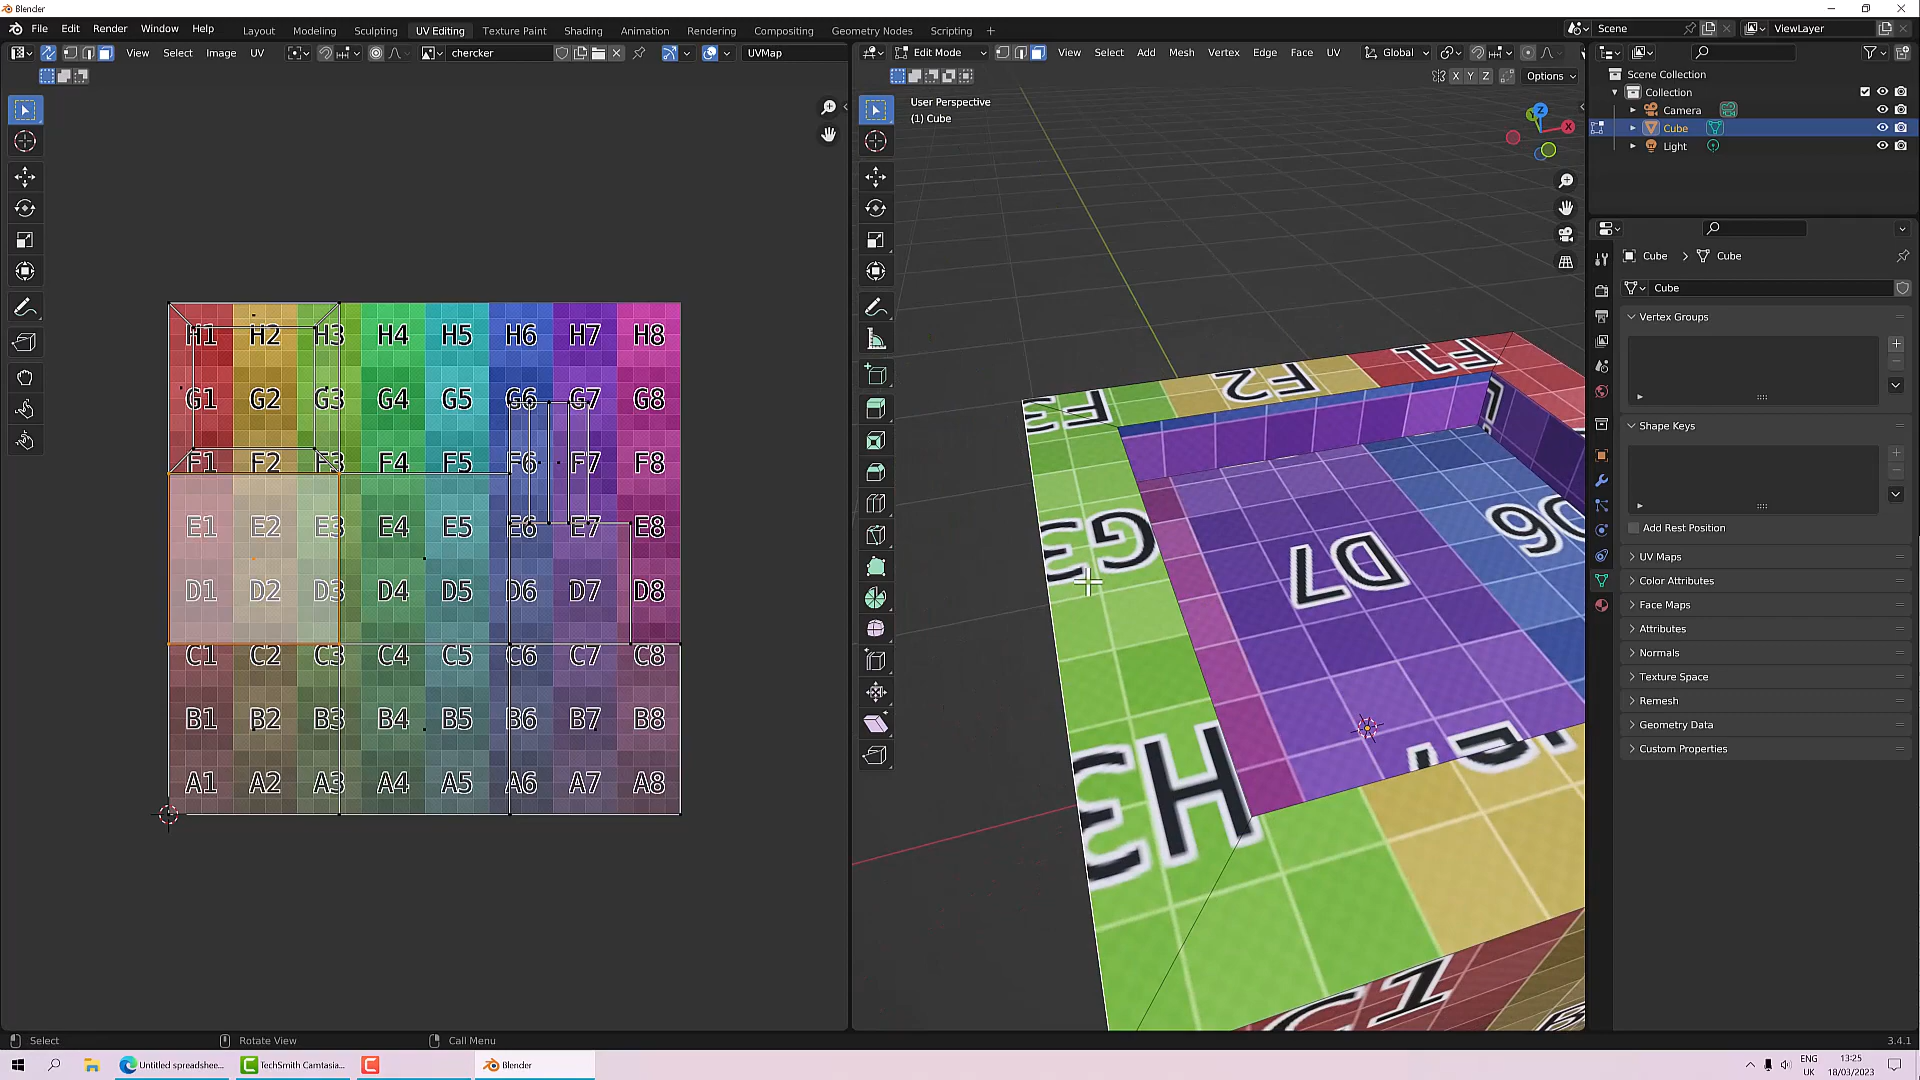 Blender
File Edit Render Window Help
Layout Modeling Sculpting UV Editing Texture Paint Shading Animation Rendering Compositing Geometry Nodes Scripting
Scene
ViewLayer
View Select Image UV
chercker
UVMap
Edit Mode
View Select Add Mesh Vertex Edge Face UV
Global
X Y Z
Options
User Perspective
(1) Cube
Z
X
Scene Collection
Collection
Camera
Cube
Light
Cube
Cube
Cube
Vertex Groups
Shape Keys
Add Rest Position
UV Maps
Color Attributes
Face Maps
Attributes
Normals
Texture Space
Remesh
Geometry Data
Custom Properties
H1 H2 H3 H4 H5 H6 H7 H8
G1 G2 G3 G4 G5 G6 G7 G8
F1 F2 F3 F4 F5 F6 F7 F8
E1 E2 E3 E4 E5 E6 E7 E8
D1 D2 D3 D4 D5 D6 D7 D8
C1 C2 C3 C4 C5 C6 C7 C8
B1 B2 B3 B4 B5 B6 B7 B8
A1 A2 A3 A4 A5 A6 A7 A8
F3 F2 F1
G3
D7
D6
H3
C1
Select
Rotate View
Call Menu
3.4.1
Untitled spreadshee...
TechSmith Camtasia...
Blender
ENG
UK
13:25
18/03/2023